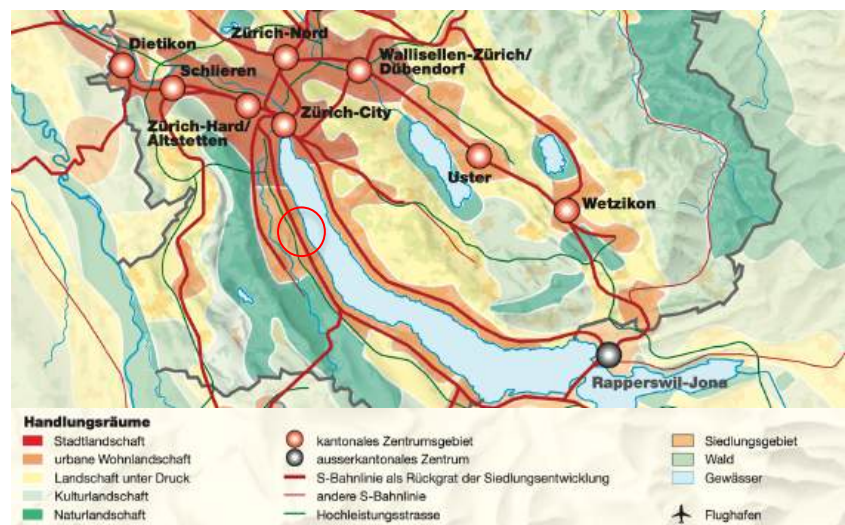 Zürich-Nord
Dietikon
Wallisellen-Zürich/
Dübendorf
Schlieren
Zürich-City
Zürich-Hard/
Altstetten
Uster
Wetzikon
Rapperswil-Jona
Handlungsräume
Stadtlandschaft
urbane Wohnlandschaft
Landschaft unter Druck
Kulturlandschaft
Naturlandschaft
kantonales Zentrumsgebiet
ausserkantonales Zentrum
S-Bahnlinie als Rückgrat der Siedlungsentwicklung
andere S-Bahnlinie
Hochleistungsstrasse
Siedlungsgebiet
Wald
Gewässer
Flughafen